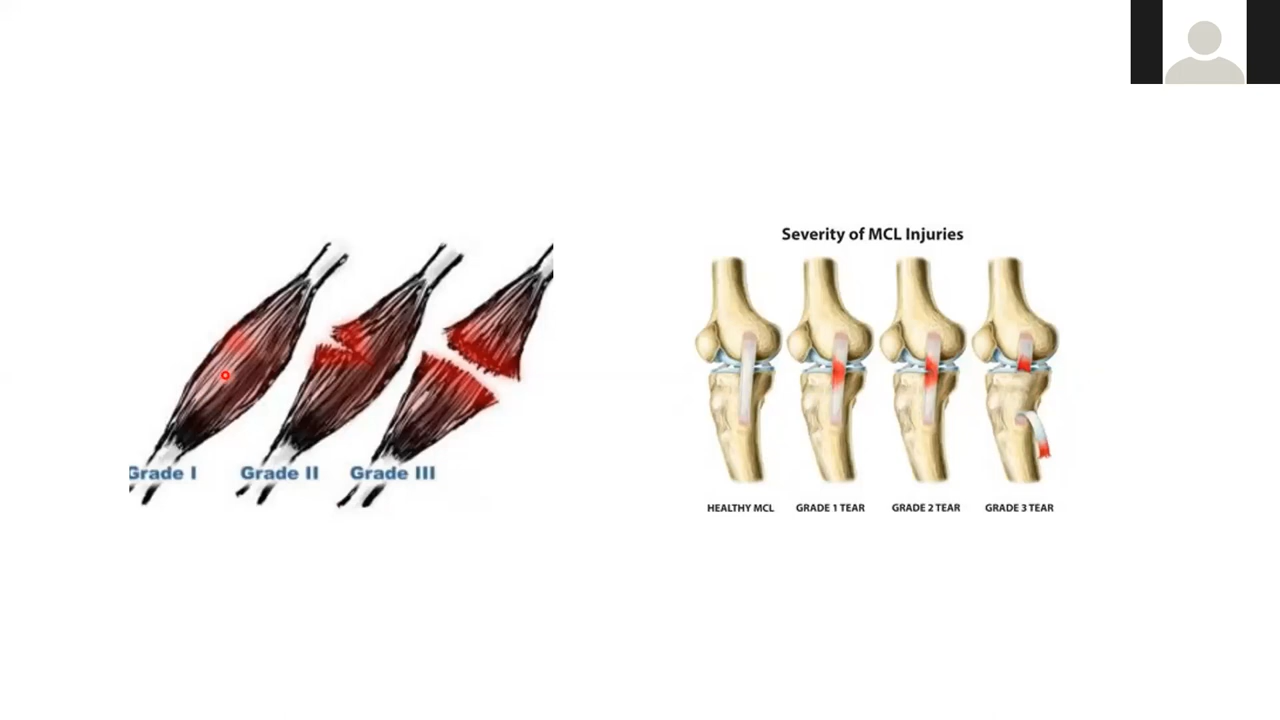 Severity of MCL Injuries
Grade I
Grade II
Grade III
HEALTHY MCL
GRADE 1 TEAR
GRADE 2 TEAR
GRADE 3 TEAR